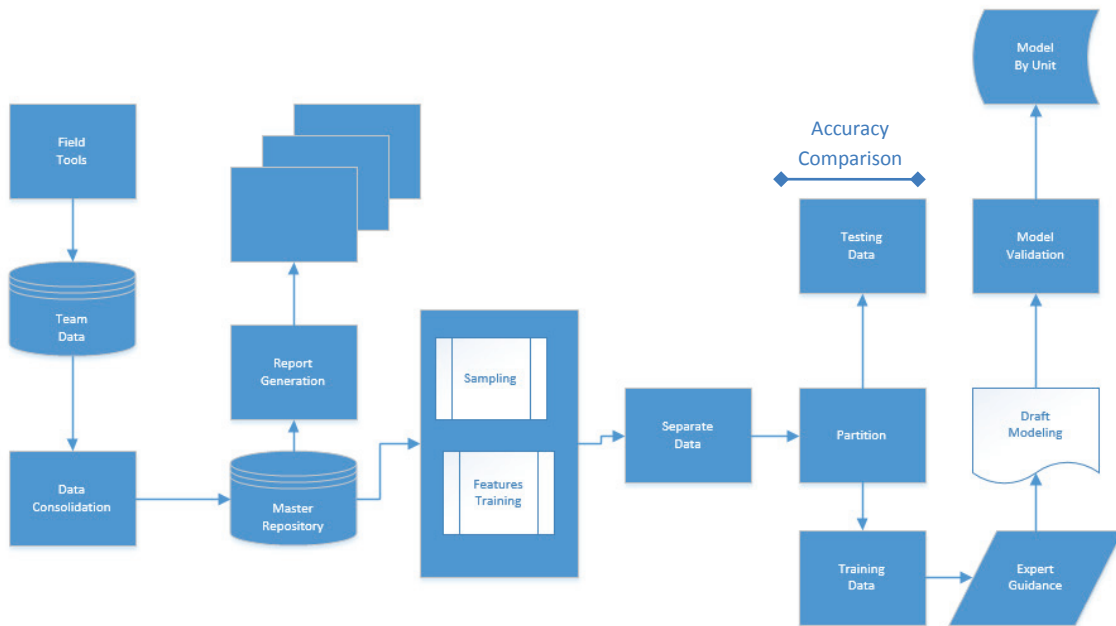 Field
Tools
Team
Data
Data
Consolidation
Report
Generation
Master
Repository
Sampling
Features
Training
Separate
Data
Accuracy
Comparison
Testing
Data
Partition
Training
Data
Expert
Guidance
Draft
Modeling
Model
Validation
Model
By Unit